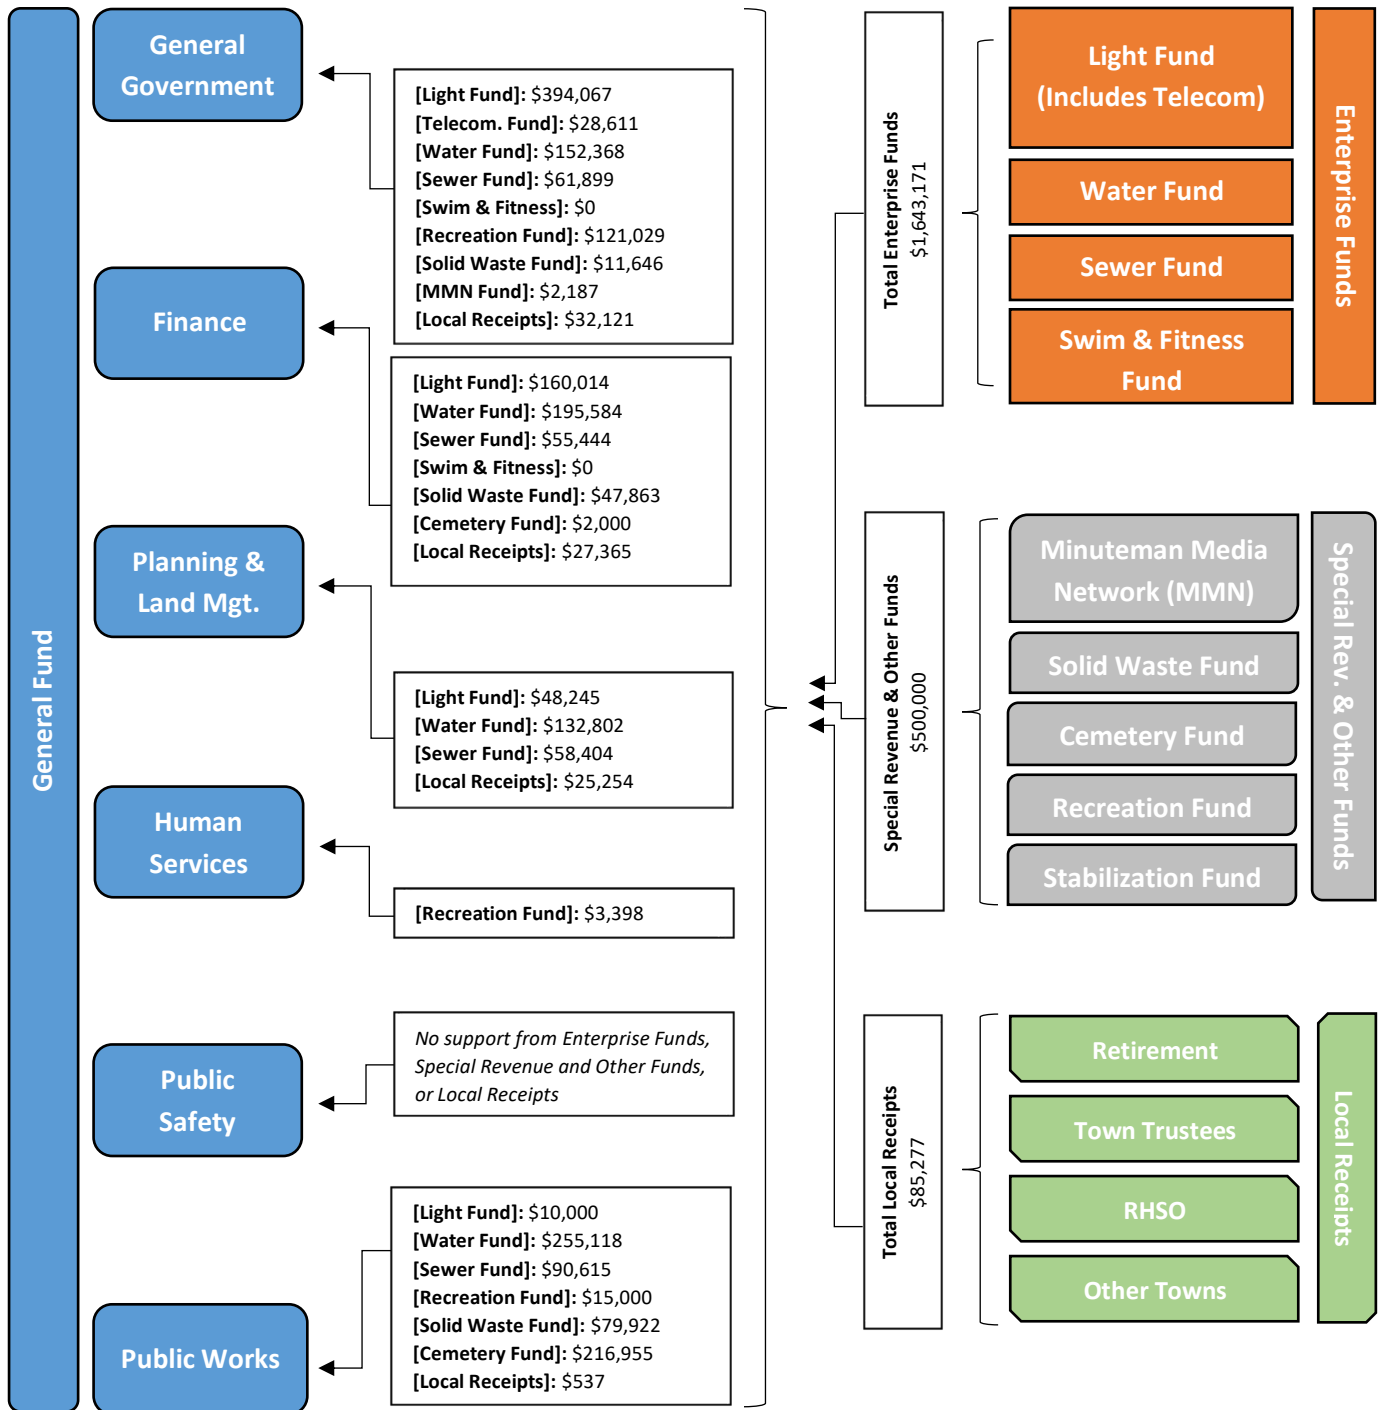 General Fund
General
Government
[Light Fund]: $394,067
[Telecom. Fund]: $28,611
[Water Fund]: $152,368
[Sewer Fund]: $61,899
[Swim & Fitness]: $0
[Recreation Fund]: $121,029
[Solid Waste Fund]: $11,646
[MMN Fund]: $2,187
[Local Receipts]: $32,121
Finance
[Light Fund]: $160,014
[Water Fund]: $195,584
[Sewer Fund]: $55,444
[Swim & Fitness]: $0
[Solid Waste Fund]: $47,863
[Cemetery Fund]: $2,000
[Local Receipts]: $27,365
Planning &
Land Mgt.
[Light Fund]: $48,245
[Water Fund]: $132,802
[Sewer Fund]: $58,404
[Local Receipts]: $25,254
Human
Services
[Recreation Fund]: $3,398
Public
Safety
No support from Enterprise Funds,
Special Revenue and Other Funds,
or Local Receipts
Public Works
[Light Fund]: $10,000
[Water Fund]: $255,118
[Sewer Fund]: $90,615
[Recreation Fund]: $15,000
[Solid Waste Fund]: $79,922
[Cemetery Fund]: $216,955
[Local Receipts]: $537
Total Enterprise Funds
$1,643,171
Light Fund
(Includes Telecom)
Water Fund
Sewer Fund
Swim & Fitness
Fund
Enterprise Funds
Special Revenue & Other Funds
$500,000
Minuteman Media
Network (MMN)
Solid Waste Fund
Cemetery Fund
Recreation Fund
Stabilization Fund
Special Rev. & Other Funds
Total Local Receipts
$85,277
Retirement
Town Trustees
RHSO
Other Towns
Local Receipts